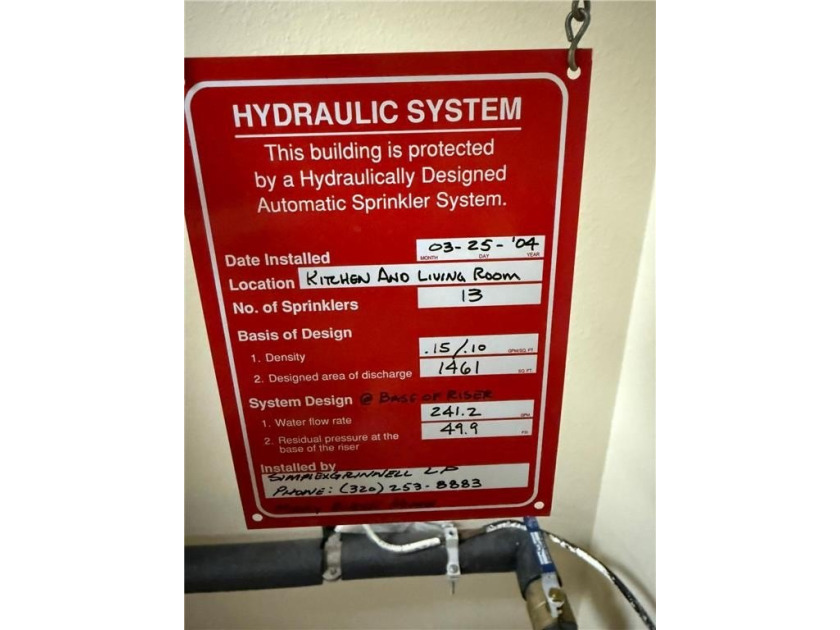 HYDRAULIC SYSTEM
This building is protected
by a Hydraulically Designed
Automatic Sprinkler System.
Date Installed 03-25-'04
MONTH DAY YEAR
Location KITCHEN AND LIVING ROOM
No. of Sprinklers 13
Basis of Design
1. Density .15/.10 GPM/SQ. FT.
2. Designed area of discharge 1461 SQ. FT.
System Design @ BASE OF RISER
1. Water flow rate 241.2 GPM
2. Residual pressure at the 49.9 PSI
base of the riser
Installed by
SIMPLEXGRINNELL LP
PHONE: (320) 253-8883